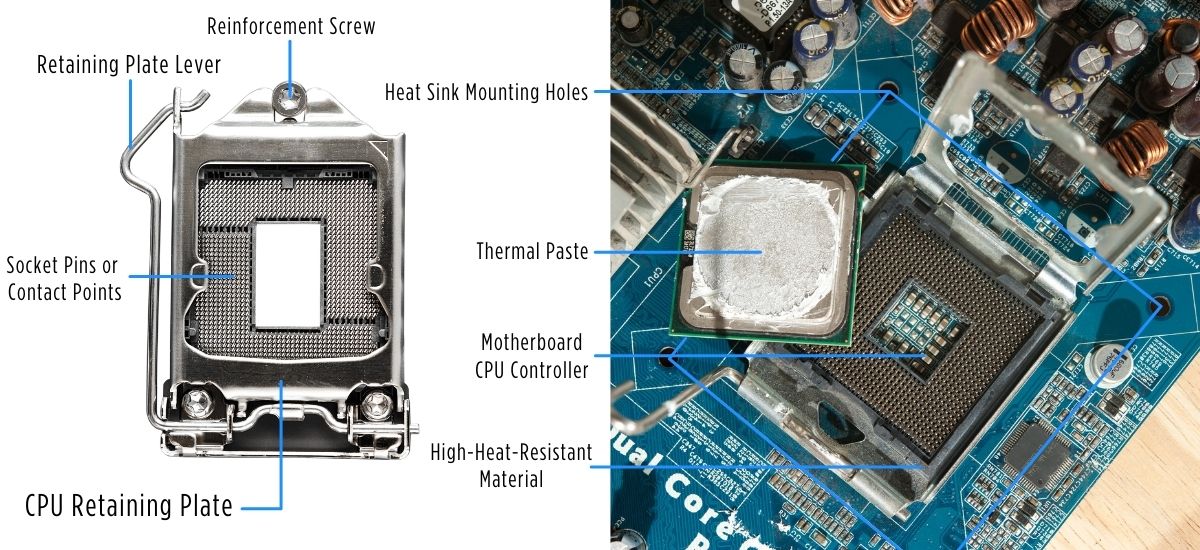 Reinforcement Screw
Retaining Plate Lever
Socket Pins or
Contact Points
CPU Retaining Plate
Heat Sink Mounting Holes
Thermal Paste
Motherboard
CPU Controller
High-Heat-Resistant
Material
CPU1
ual Core